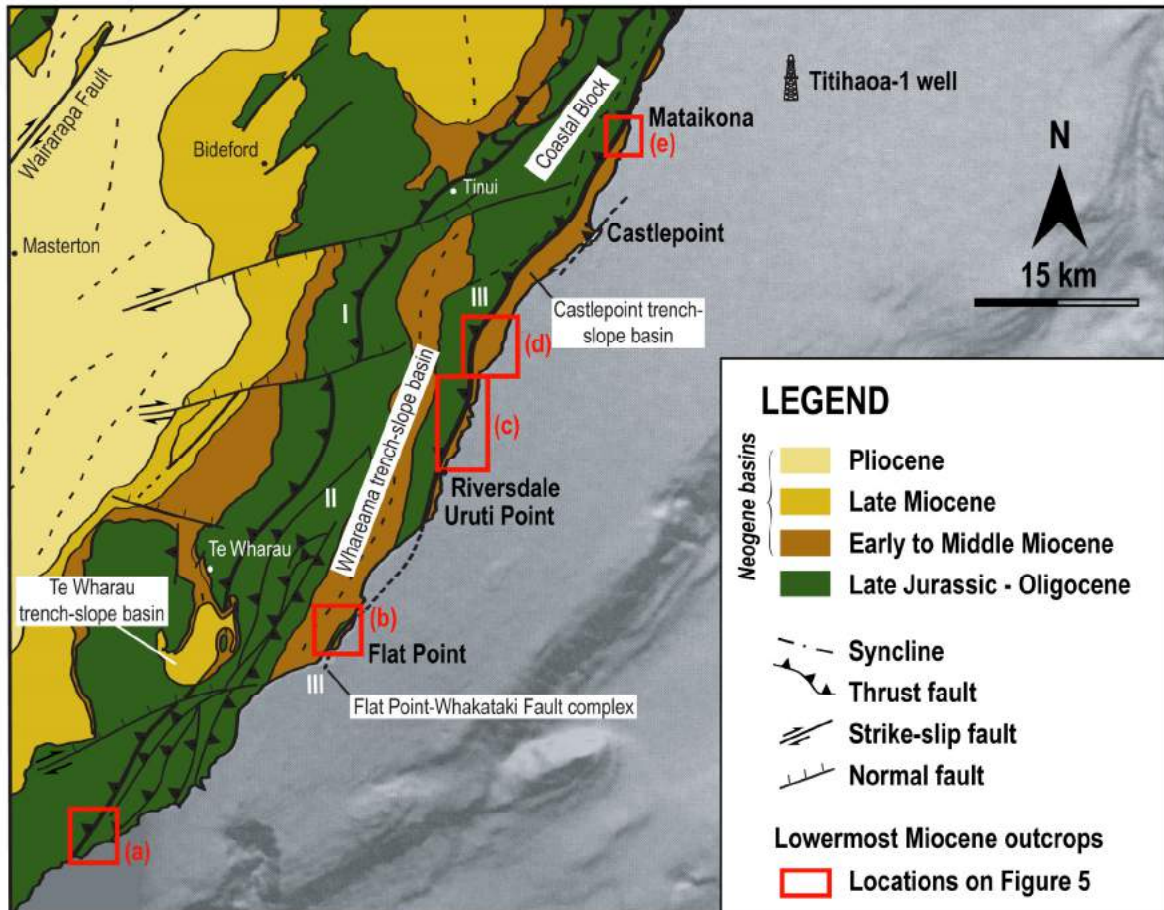 Titihaoa-1 well
Wairarapa Fault
Coastal Block
Mataikona
(e)
Bideford
N
Tinui
Masterton
Castlepoint
15 km
III
Castlepoint trench-
slope basin
I
(d)
Whareama trench-slope basin
(c)
II
Riversdale
Uruti Point
Te Wharau
Te Wharau
trench-slope basin
(b)
Flat Point
III
Flat Point-Whakataki Fault complex
(a)
LEGEND
Neogene basins
Pliocene
Late Miocene
Early to Middle Miocene
Late Jurassic - Oligocene
Syncline
Thrust fault
Strike-slip fault
Normal fault
Lowermost Miocene outcrops
Locations on Figure 5